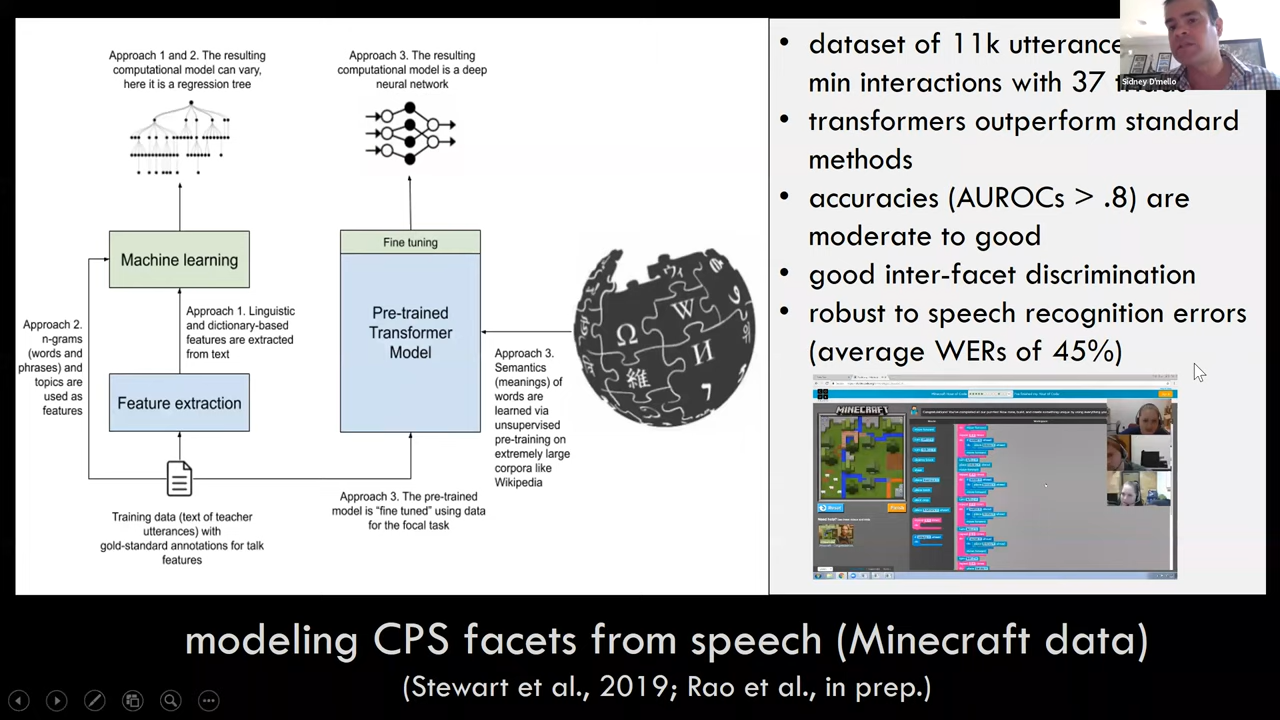 Approach 1 and 2. The resulting
computational model can vary,
here it is a regression tree
Approach 3. The resulting
computational model is a deep
neural network
Machine learning
Fine tuning
Pre-trained
Transformer
Model
Approach 1. Linguistic
and dictionary-based
features are extracted
from text
Approach 2.
n-grams
(words and
phrases) and
topics are
used as
features
Feature extraction
Approach 3.
Semantics
(meanings) of
words are
learned via
unsupervised
pre-training on
extremely large
corpora like
Wikipedia
Ω
W
И
維
Approach 3. The pre-trained
model is "fine tuned" using data
for the focal task
Training data (text of teacher
utterances) with
gold-standard annotations for talk
features
• dataset of 11k
min interactions with 37
• transformers outperform standard
methods
• accuracies (AUROCs > .8) are
moderate to good
• good inter-facet discrimination
• robust to speech recognition errors
(average WERs of 45%)
Sidney D'mello
MINECRAFT
Reset
Finish
modeling CPS facets from speech (Minecraft data)
(Stewart et al., 2019; Rao et al., in prep.)